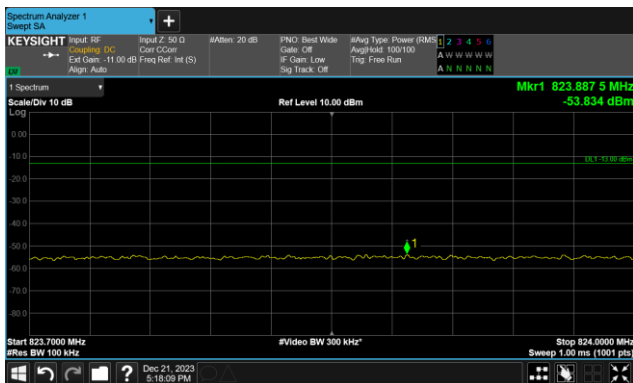 Spectrum Analyzer 1
Swept SA
+
KEYSIGHT
Input: RF
Coupling: DC
Ext Gain: -11.00 dB
Align: Auto
Input Z: 50 Ω
Corr CCorr
Freq Ref: Int (S)
#Atten: 20 dB
PNO: Best Wide
Gate: Off
IF Gain: Low
Sig Track: Off
#Avg Type: Power (RMS
Avg|Hold: 100/100
Trig: Free Run
1 2 3 4 5 6
A W W W W W
A N N N N N
1 Spectrum
Mkr1 823.887 5 MHz
Scale/Div 10 dB
Ref Level 10.00 dBm
-53.834 dBm
Log
0.00
-10.0
DL1 -13.00 dBm
-20.0
-30.0
-40.0
1
-50.0
-60.0
-70.0
-80.0
Start 823.7000 MHz
#Video BW 300 kHz*
Stop 824.0000 MHz
#Res BW 100 kHz
Sweep 1.00 ms (1001 pts)
?
Dec 21, 2023
5:18:09 PM